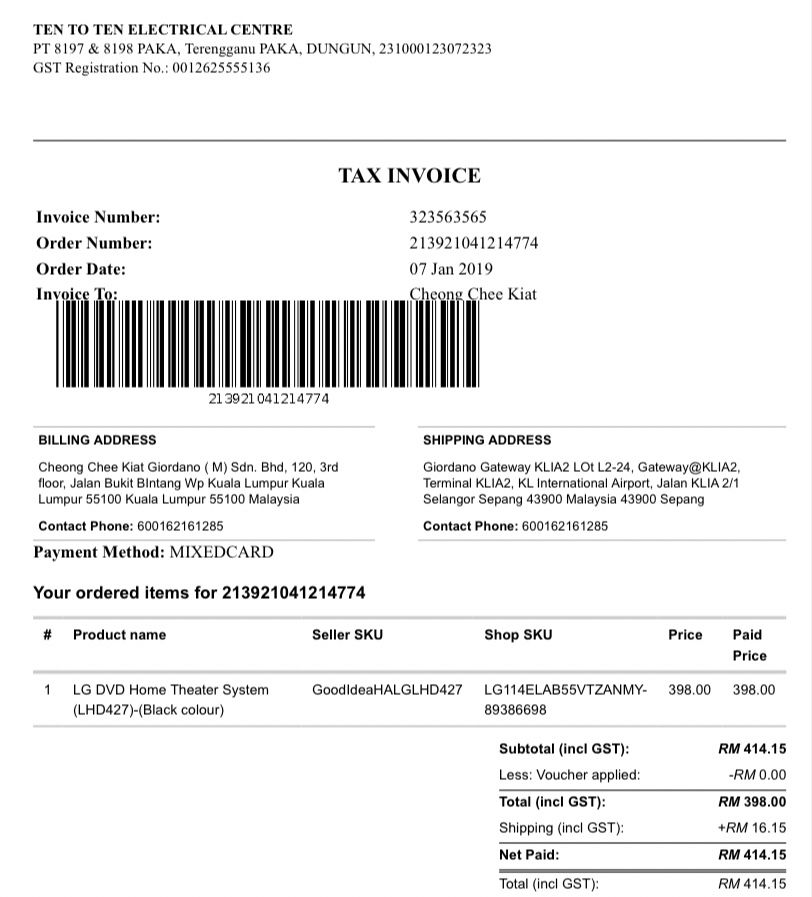 TEN TO TEN ELECTRICAL CENTRE
PT 8197 & 8198 PAKA, Terengganu PAKA, DUNGUN, 231000123072323
GST Registration No.: 0012625555136
TAX INVOICE
Invoice Number: 323563565
Order Number: 213921041214774
Order Date: 07 Jan 2019
Invoice To: Cheong Chee Kiat
213921041214774
BILLING ADDRESS
Cheong Chee Kiat Giordano ( M) Sdn. Bhd, 120, 3rd
floor, Jalan Bukit BIntang Wp Kuala Lumpur Kuala
Lumpur 55100 Kuala Lumpur 55100 Malaysia
Contact Phone: 600162161285
SHIPPING ADDRESS
Giordano Gateway KLIA2 LOt L2-24, Gateway@KLIA2,
Terminal KLIA2, KL International Airport, Jalan KLIA 2/1
Selangor Sepang 43900 Malaysia 43900 Sepang
Contact Phone: 600162161285
Payment Method: MIXEDCARD
Your ordered items for 213921041214774
# Product name Seller SKU Shop SKU Price Paid
Price
1 LG DVD Home Theater System GoodIdeaHALGLHD427 LG114ELAB55VTZANMY- 398.00 398.00
(LHD427)-(Black colour) 89386698
Subtotal (incl GST): RM 414.15
Less: Voucher applied: -RM 0.00
Total (incl GST): RM 398.00
Shipping (incl GST): +RM 16.15
Net Paid: RM 414.15
Total (incl GST): RM 414.15